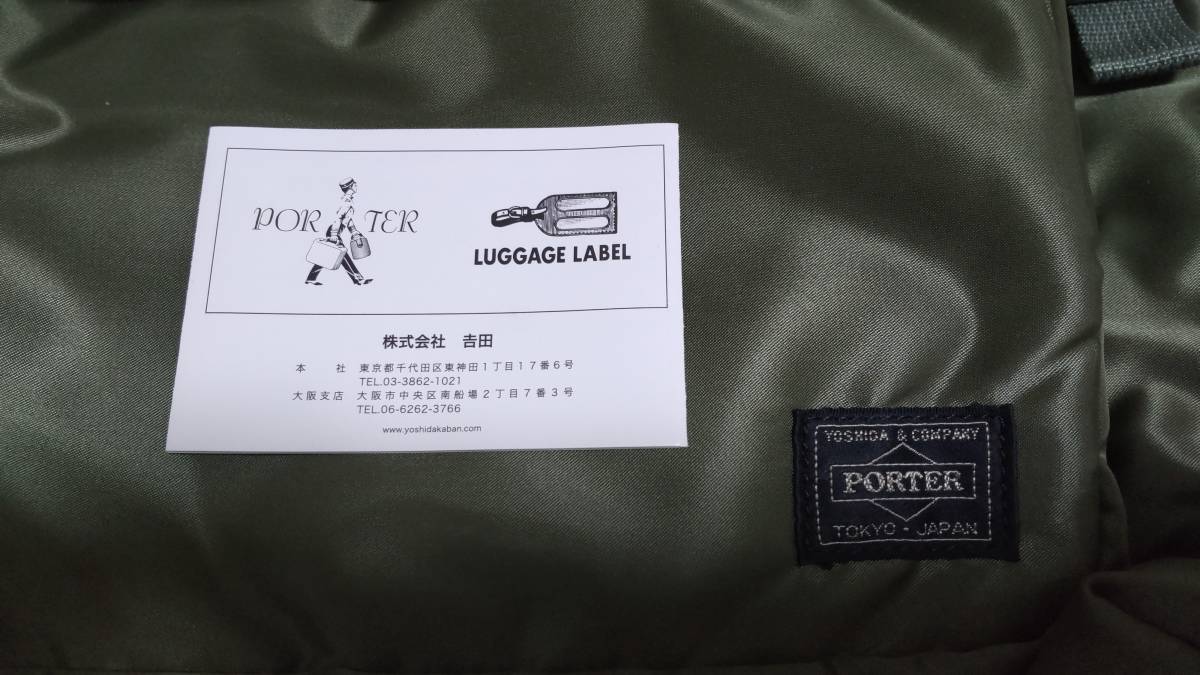 PORTER
LUGGAGE LABEL
株式会社 𠮷田
本 社 東京都千代田区東神田1丁目17番6号
TEL.03-3862-1021
大阪支店 大阪市中央区南船場2丁目7番3号
TEL.06-6262-3766
www.yoshidakaban.com
YOSHIDA & COMPANY
PORTER
TOKYO - JAPAN